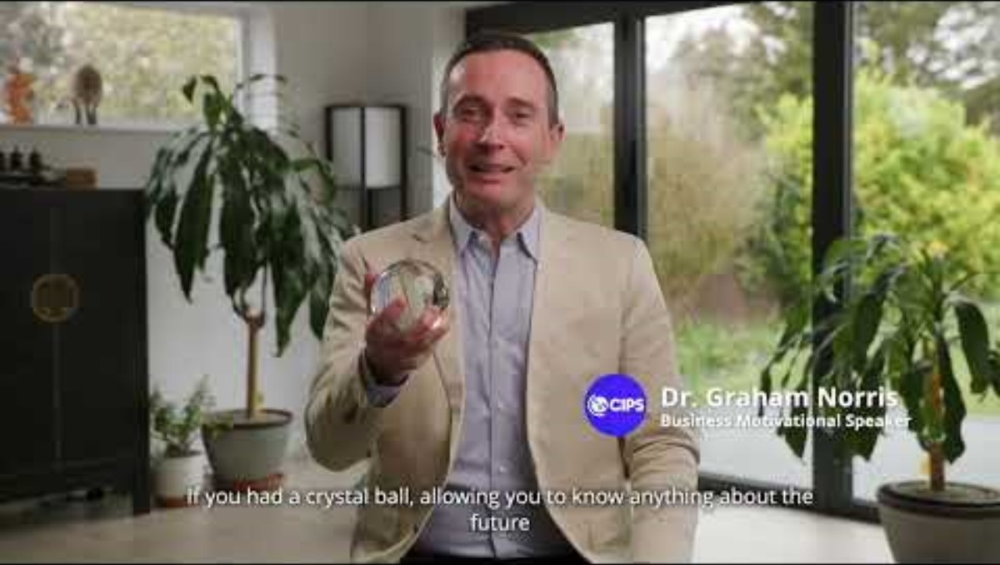 CIPS
Dr. Graham Norris
Business Motivational Speaker
If you had a crystal ball, allowing you to know anything about the
future